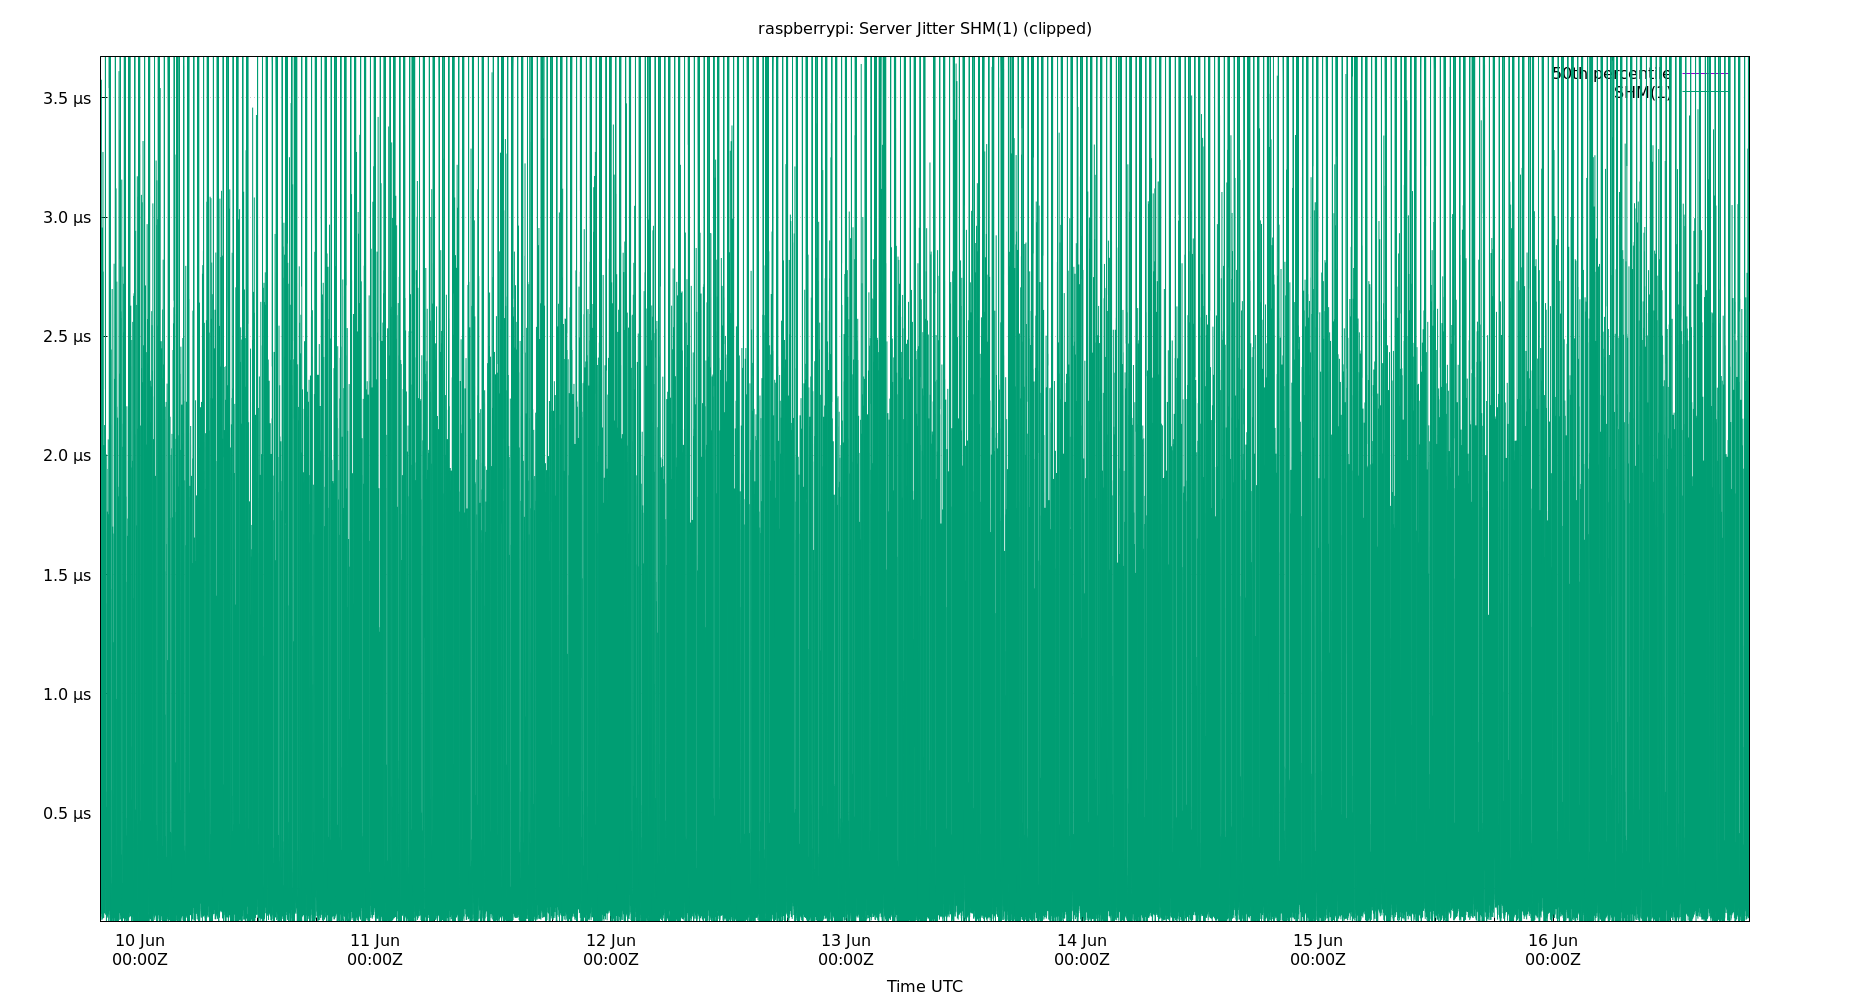 raspberrypi: Server Jitter SHM(1) (clipped)
50th percentile
SHM(1)
3.5 µs
3.0 µs
2.5 µs
2.0 µs
1.5 µs
1.0 µs
0.5 µs
10 Jun 11 Jun 12 Jun 13 Jun 14 Jun 15 Jun 16 Jun
00:00Z 00:00Z 00:00Z 00:00Z 00:00Z 00:00Z 00:00Z
Time UTC